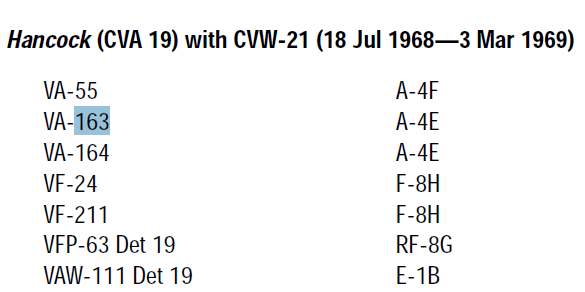 Hancock (CVA 19) with CVW-21 (18 Jul 1968—3 Mar 1969)
VA-55 A-4F
VA-163 A-4E
VA-164 A-4E
VF-24 F-8H
VF-211 F-8H
VFP-63 Det 19 RF-8G
VAW-111 Det 19 E-1B